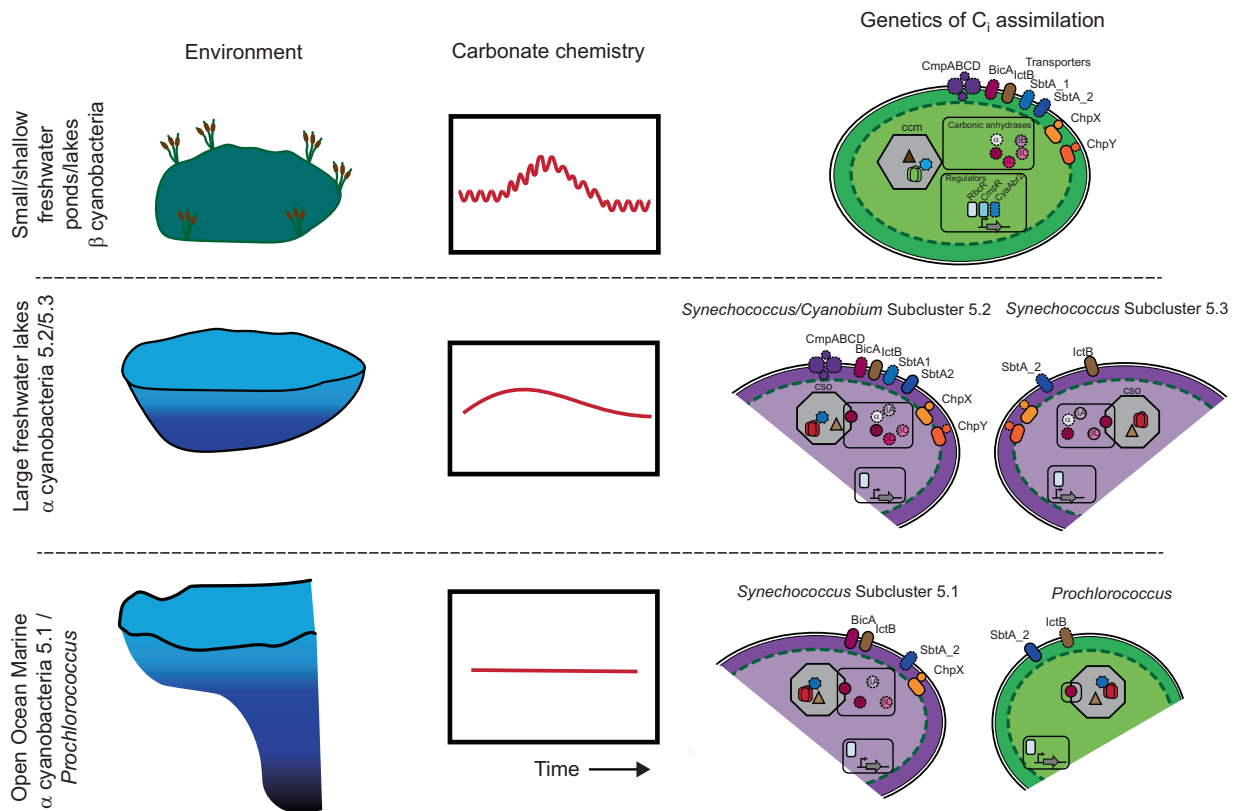 Environment
Carbonate chemistry
Genetics of Ci assimilation
Small/shallow
freshwater
ponds/lakes
β cyanobacteria
CmpABCD
BicA
IctB
Transporters
SbtA_1
SbtA_2
ChpX
ChpY
ccm
Carbonic anhydrases
α
Regulators
RbcR
CmpR
CyaAbr2
Large freshwater lakes
α cyanobacteria 5.2/5.3
Synechococcus/Cyanobium Subcluster 5.2
CmpABCD
BicA
IctB
SbtA1
SbtA2
ChpX
ChpY
cso
α
Synechococcus Subcluster 5.3
IctB
SbtA_2
cso
α
Open Ocean Marine
α cyanobacteria 5.1 /
Prochlorococcus
Time
Synechococcus Subcluster 5.1
BicA
IctB
SbtA_2
ChpX
Prochlorococcus
IctB
SbtA_2